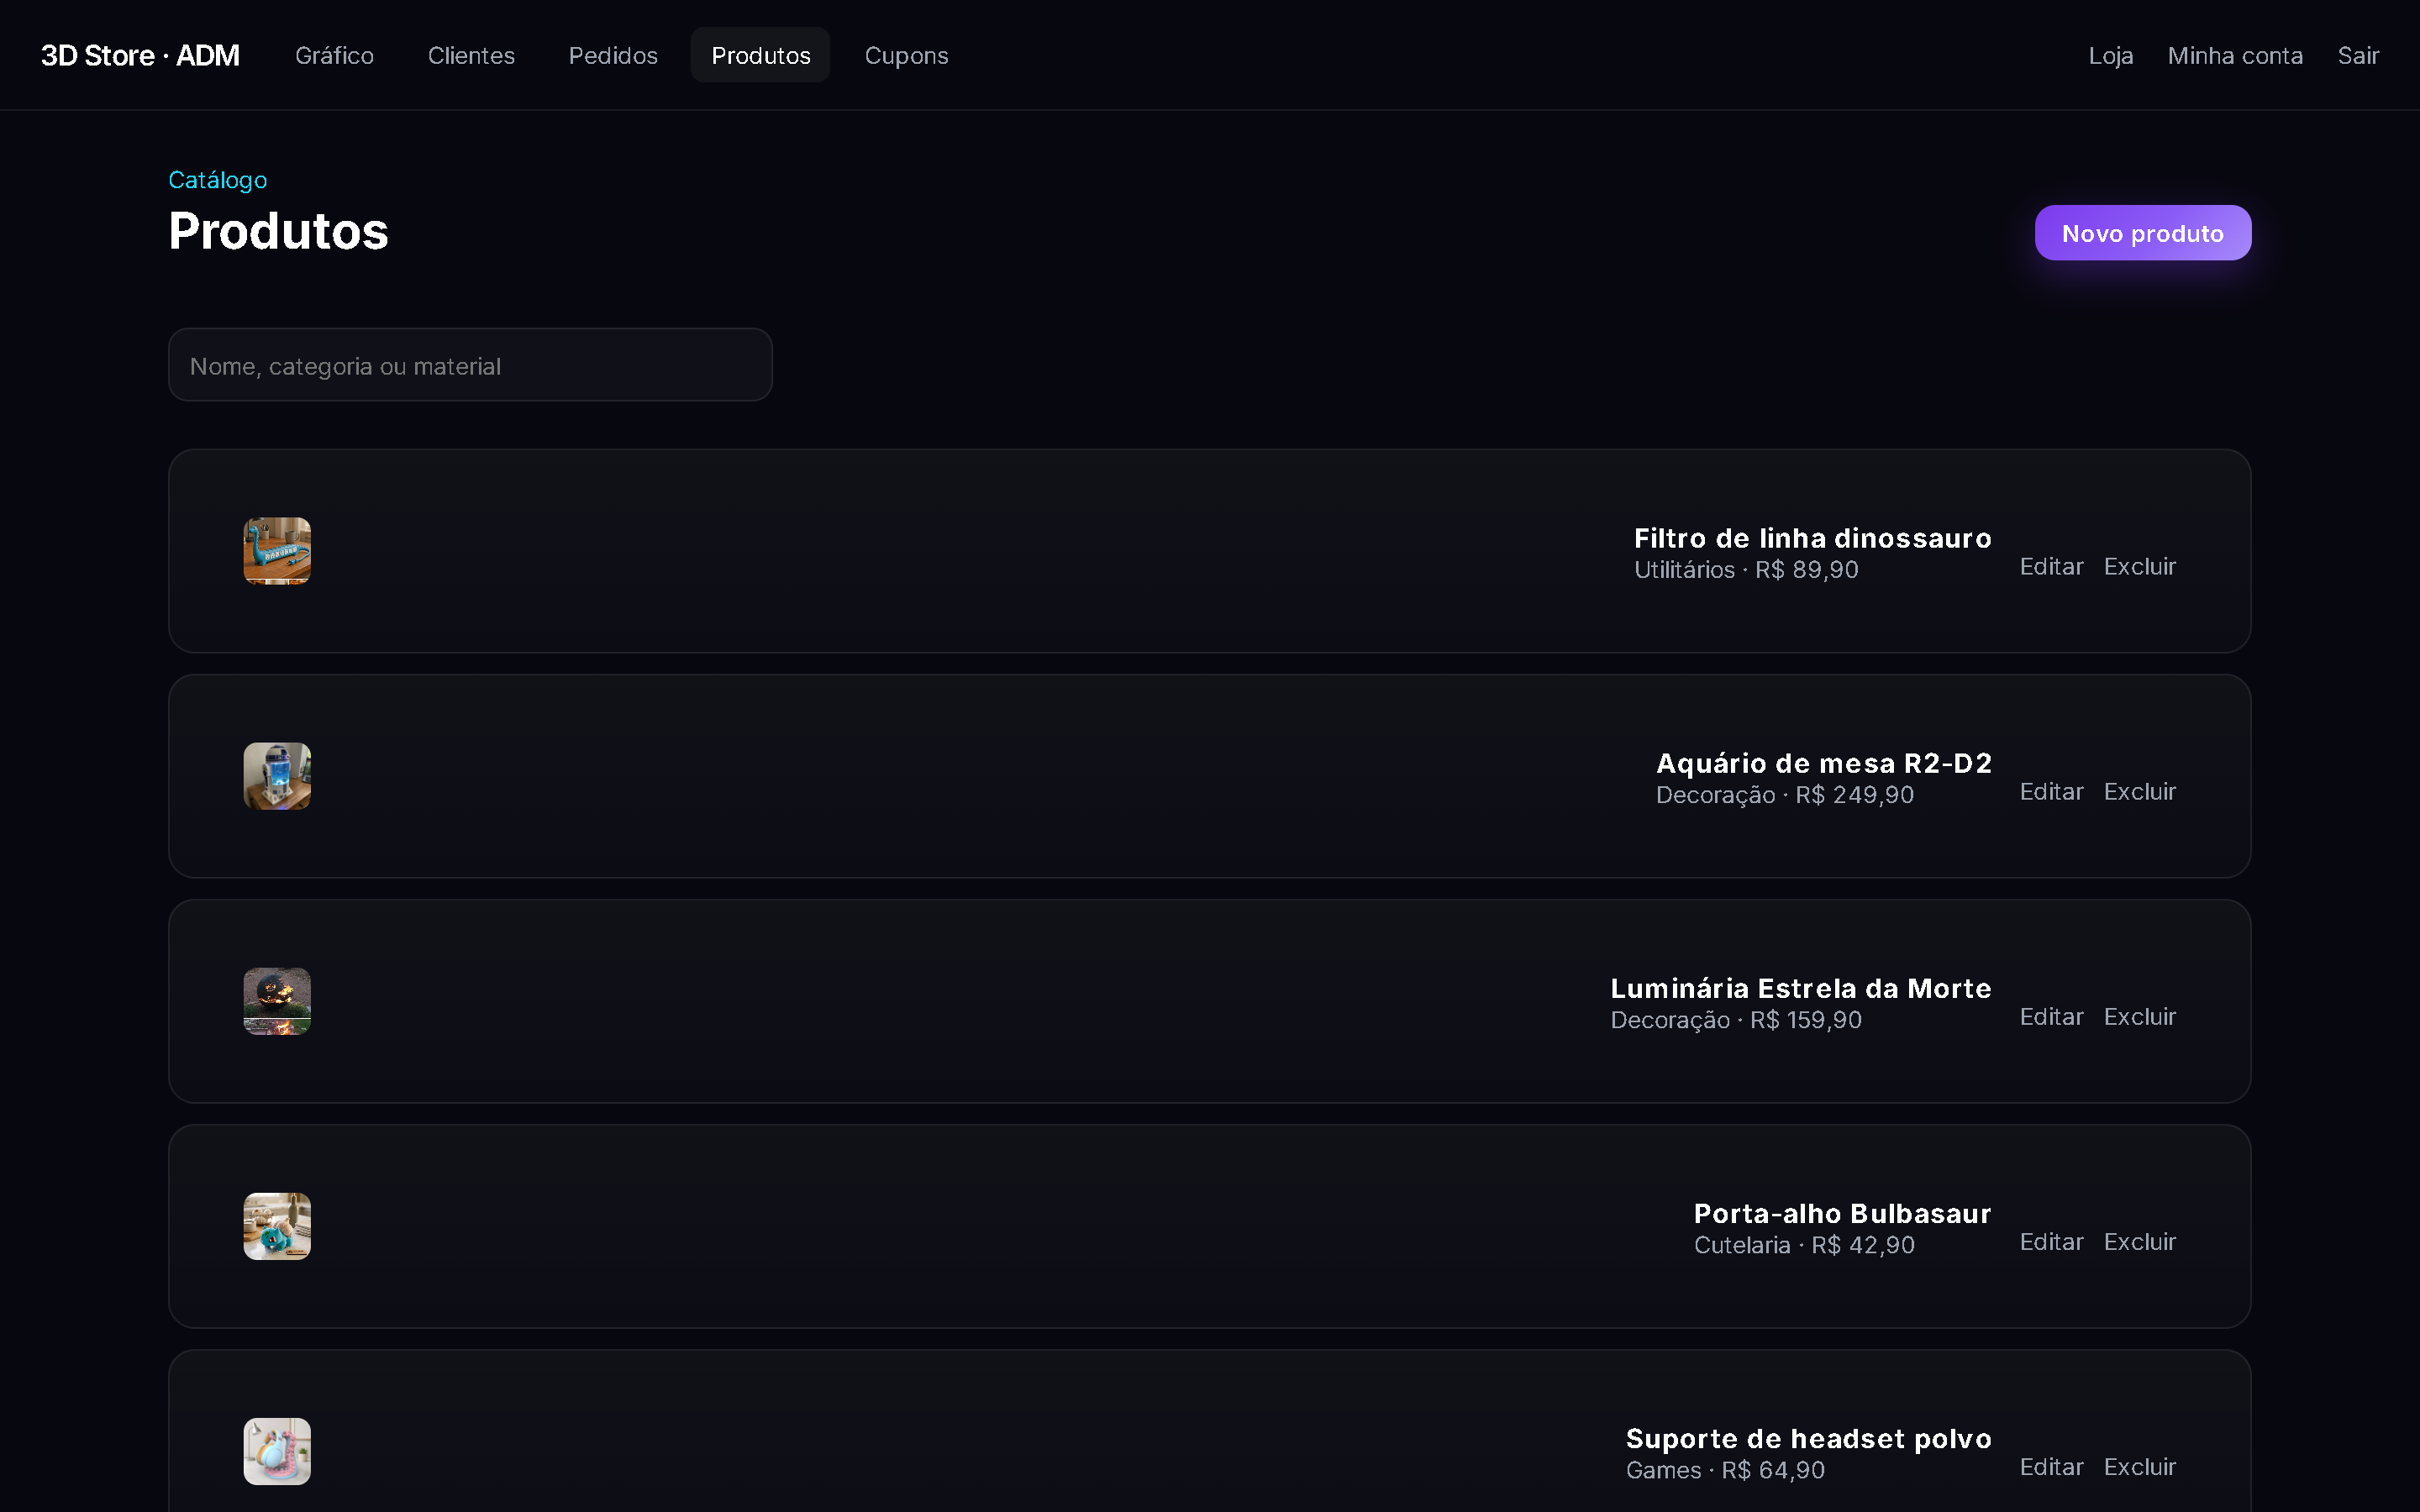 3D Store · ADM Gráfico Clientes Pedidos Produtos Cupons Loja Minha conta Sair
Catálogo
Produtos
Novo produto
Nome, categoria ou material
Filtro de linha dinossauro
Utilitários · R$ 89,90
Editar Excluir
Aquário de mesa R2-D2
Decoração · R$ 249,90
Editar Excluir
Luminária Estrela da Morte
Decoração · R$ 159,90
Editar Excluir
Porta-alho Bulbasaur
Cutelaria · R$ 42,90
Editar Excluir
Suporte de headset polvo
Games · R$ 64,90
Editar Excluir